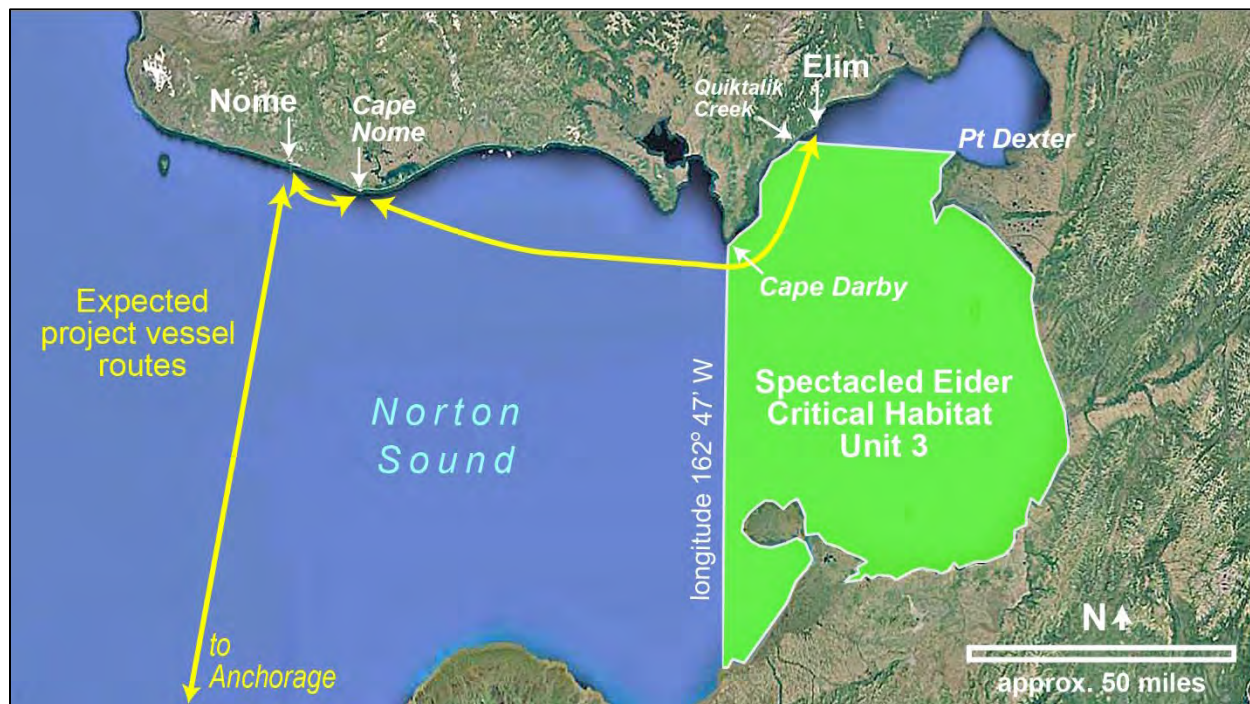 Nome
Cape
Nome
Quiktalik
Creek
Elim
Pt Dexter
Expected
project vessel
routes
Cape Darby
Norton
Sound
longitude 162° 47' W
Spectacled Eider
Critical Habitat
Unit 3
to
Anchorage
N
approx. 50 miles